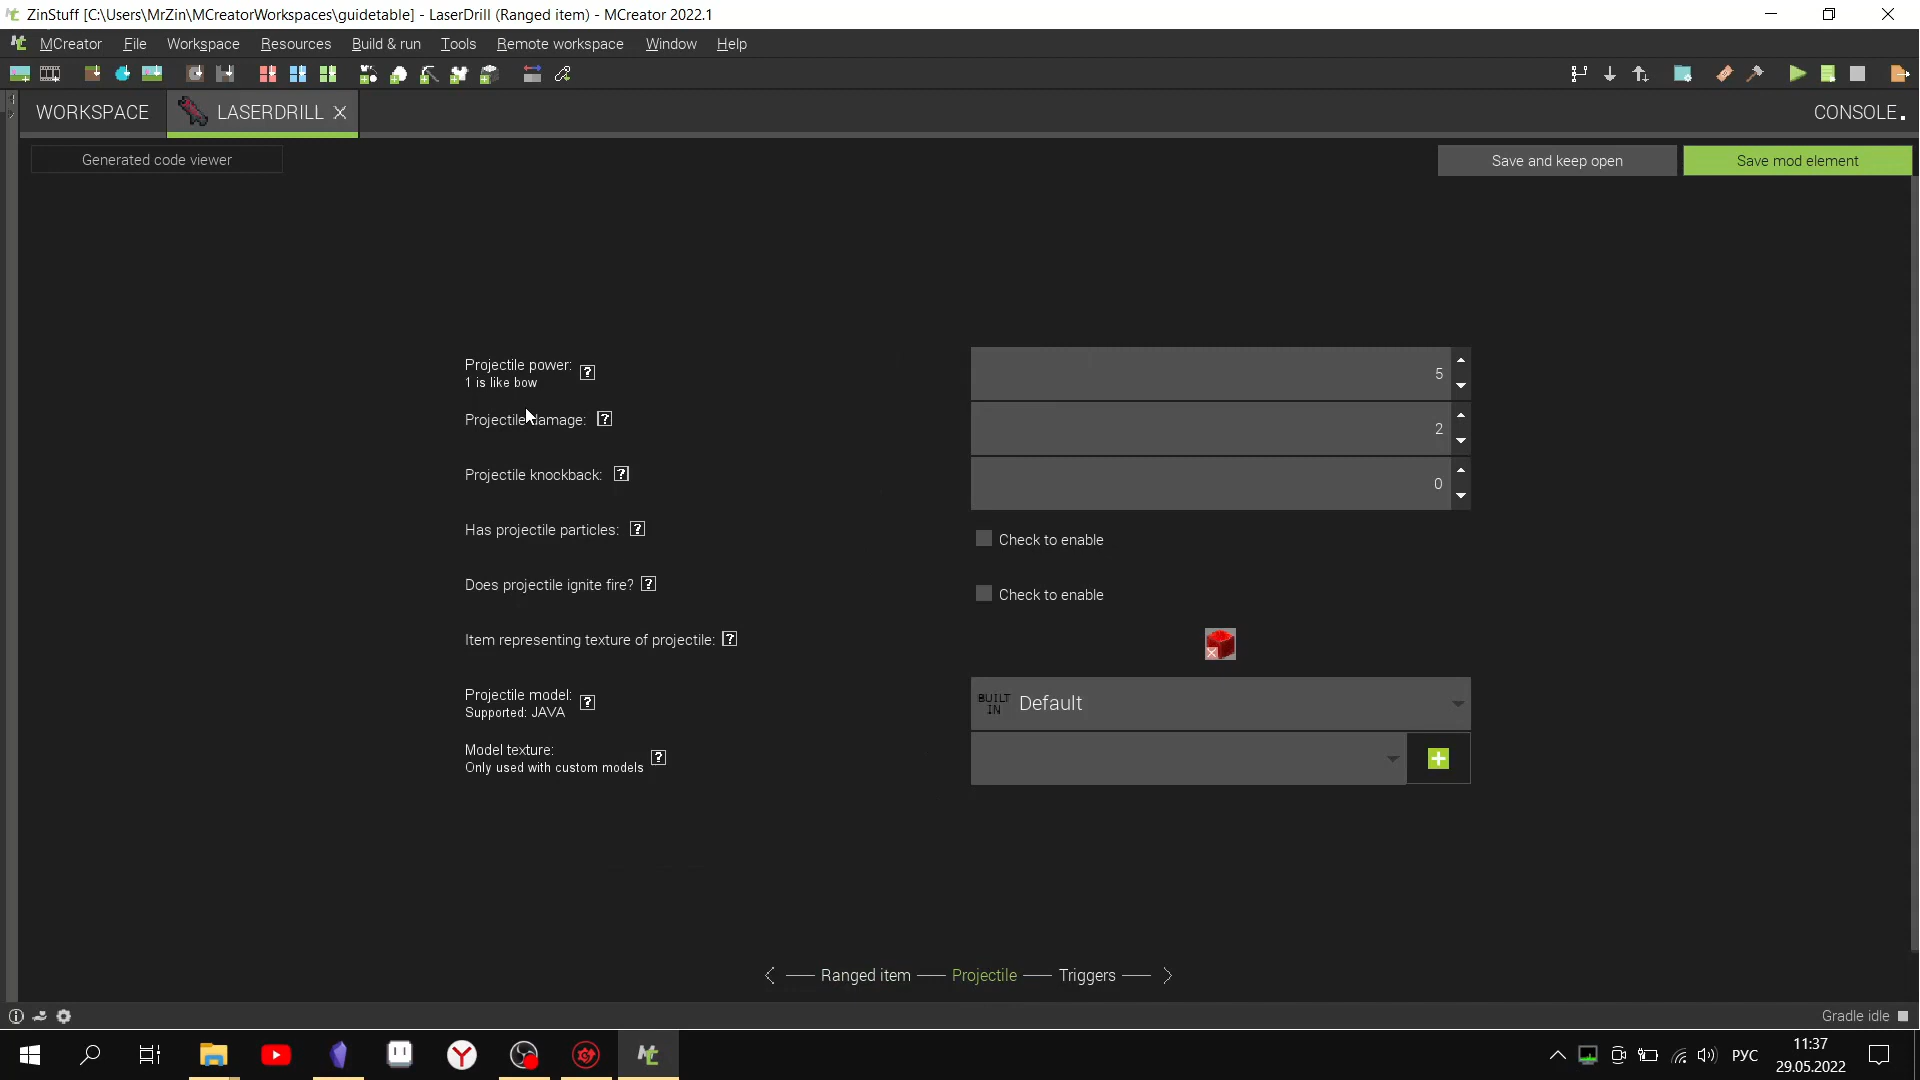 ZinStuff [C:\Users\MrZin\MCreatorWorkspaces\guidetable] - LaserDrill (Ranged item) - MCreator 2022.1
MCreator File Workspace Resources Build & run Tools Remote workspace Window Help
WORKSPACE LASERDRILL CONSOLE
Generated code viewer Save and keep open Save mod element
Projectile power: ? 5
1 is like bow
Projectile damage: ? 2
Projectile knockback: ? 0
Has projectile particles: ? Check to enable
Does projectile ignite fire? ? Check to enable
Item representing texture of projectile: ?
Projectile model: ? BUILT IN Default
Supported: JAVA
Model texture: ?
Only used with custom models
Ranged item Projectile Triggers
Gradle idle
РУС 11:37
29.05.2022